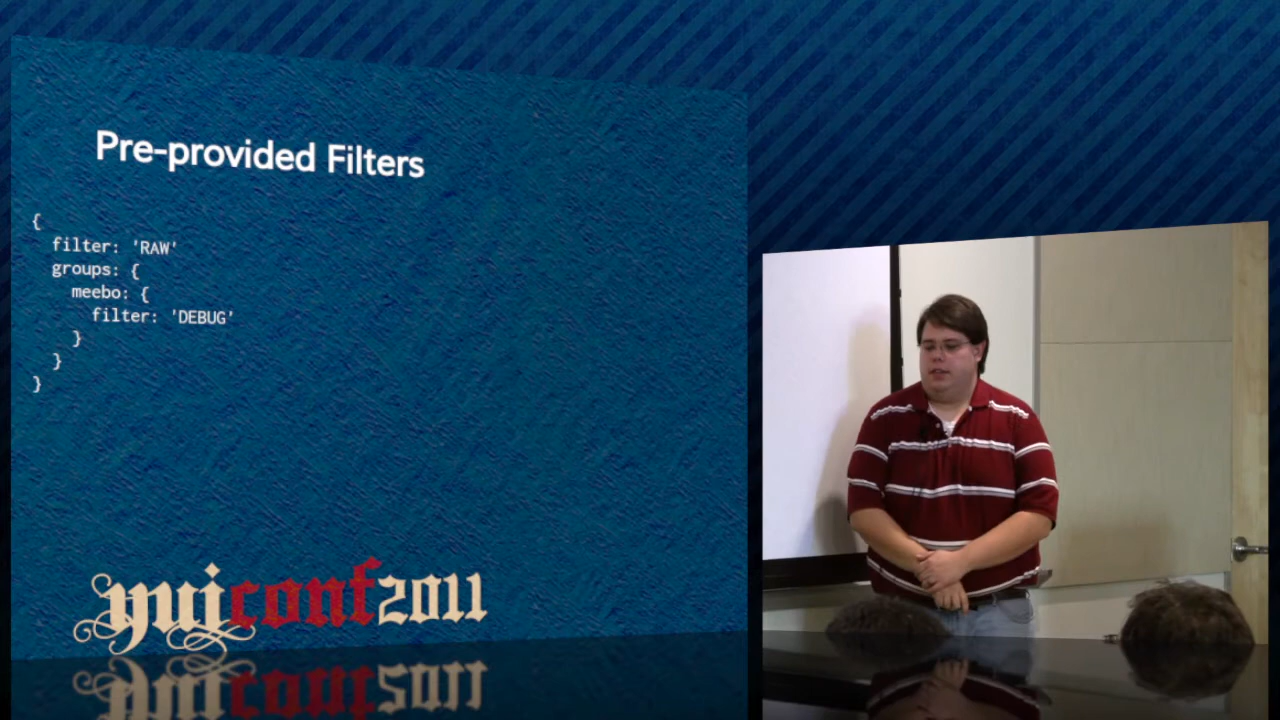 Pre-provided Filters
{
filter: 'RAW'
groups: {
meebo: {
filter: 'DEBUG'
}
}
}
yuiconf2011